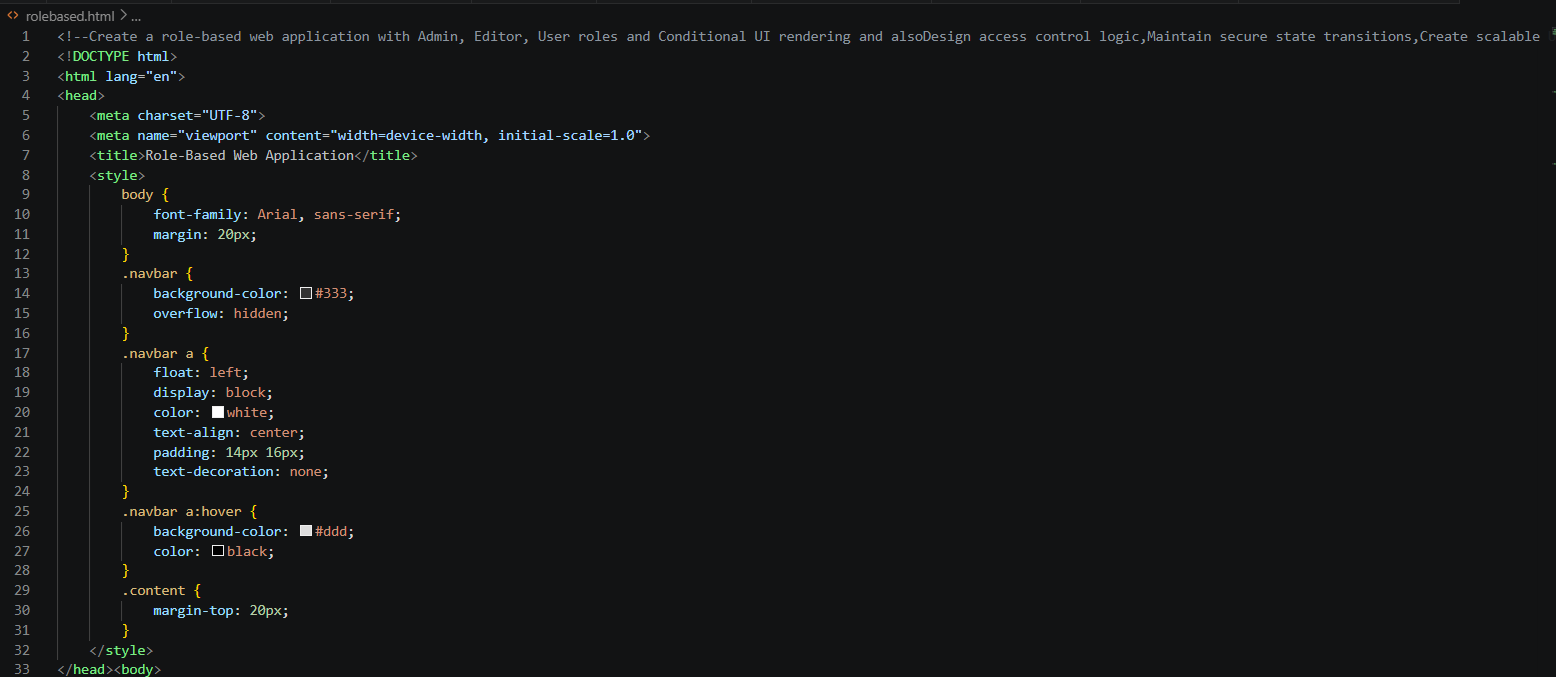 <> rolebased.html > ...
1 <!--Create a role-based web application with Admin, Editor, User roles and Conditional UI rendering and alsoDesign access control logic,Maintain secure state transitions,Create scalable
2 <!DOCTYPE html>
3 <html lang="en">
4 <head>
5     <meta charset="UTF-8">
6     <meta name="viewport" content="width=device-width, initial-scale=1.0">
7     <title>Role-Based Web Application</title>
8     <style>
9         body {
10             font-family: Arial, sans-serif;
11             margin: 20px;
12         }
13         .navbar {
14             background-color: #333;
15             overflow: hidden;
16         }
17         .navbar a {
18             float: left;
19             display: block;
20             color: white;
21             text-align: center;
22             padding: 14px 16px;
23             text-decoration: none;
24         }
25         .navbar a:hover {
26             background-color: #ddd;
27             color: black;
28         }
29         .content {
30             margin-top: 20px;
31         }
32     </style>
33 </head><body>